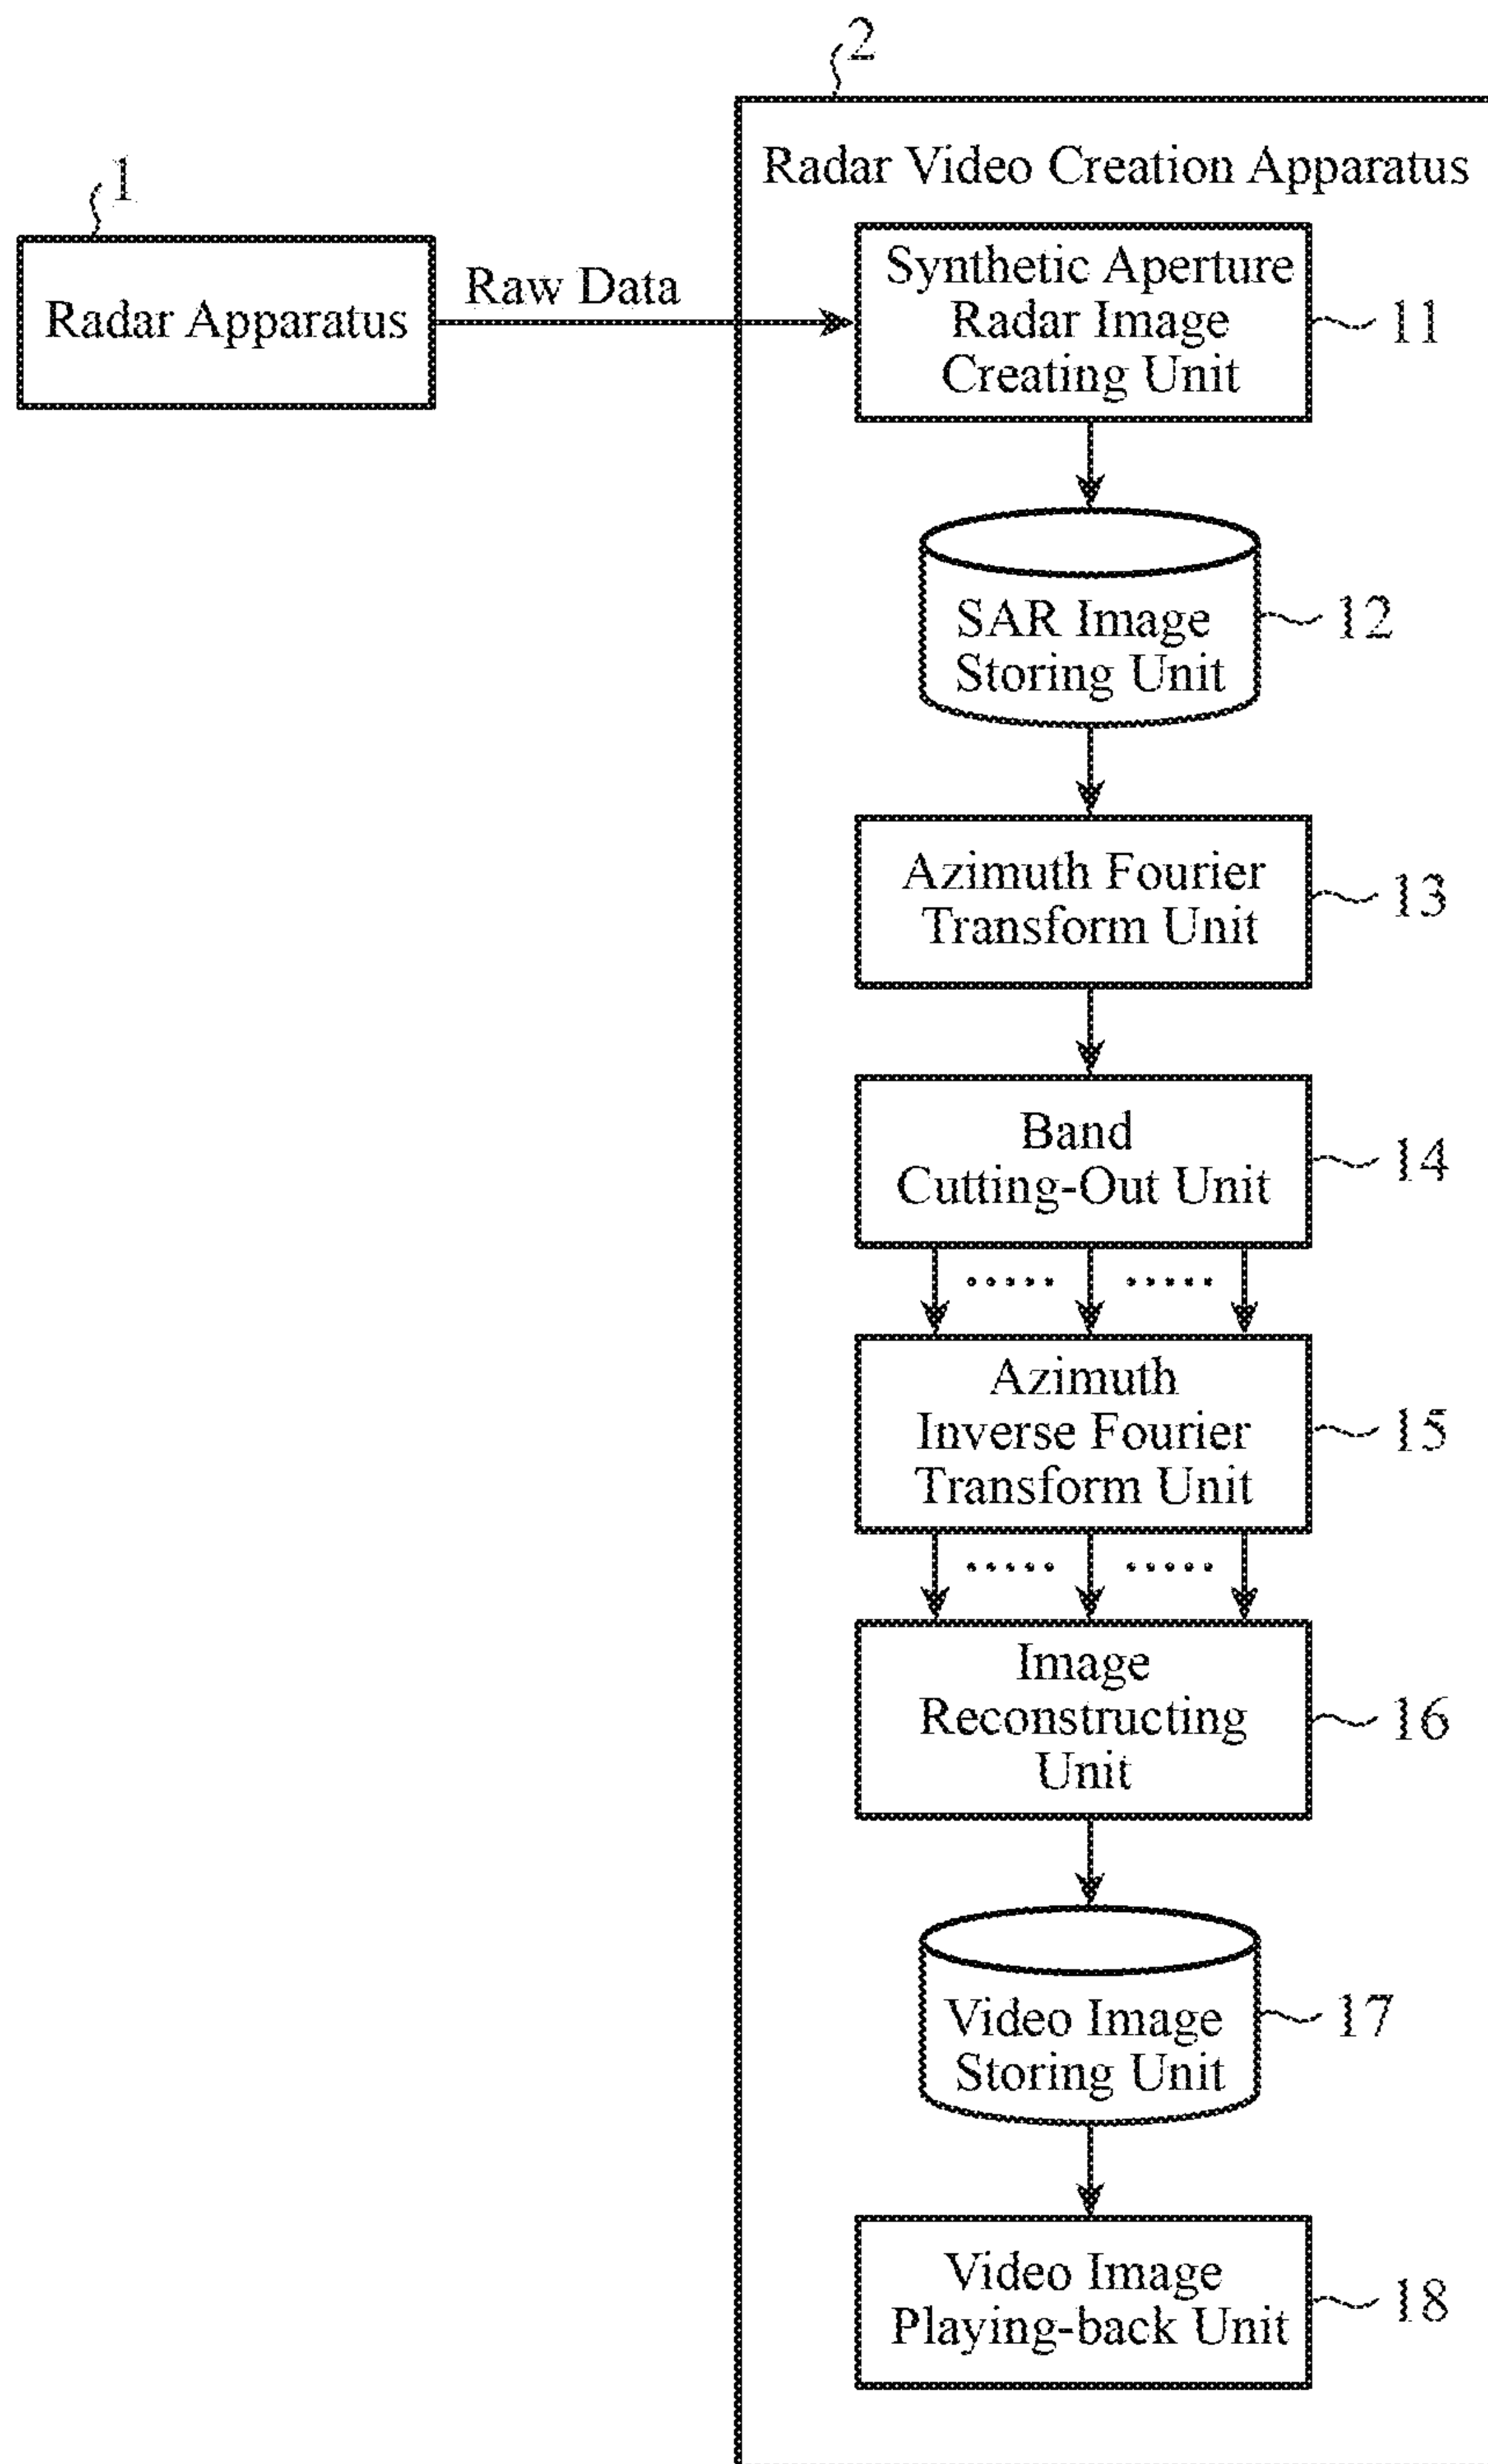 2
Radar Video Creation Apparatus
1
Radar Apparatus
Raw Data
Synthetic Aperture
Radar Image
Creating Unit
11
SAR Image
Storing Unit
12
Azimuth Fourier
Transform Unit
13
Band
Cutting-Out Unit
14
Azimuth
Inverse Fourier
Transform Unit
15
Image
Reconstructing
Unit
16
Video Image
Storing Unit
17
Video Image
Playing-back Unit
18